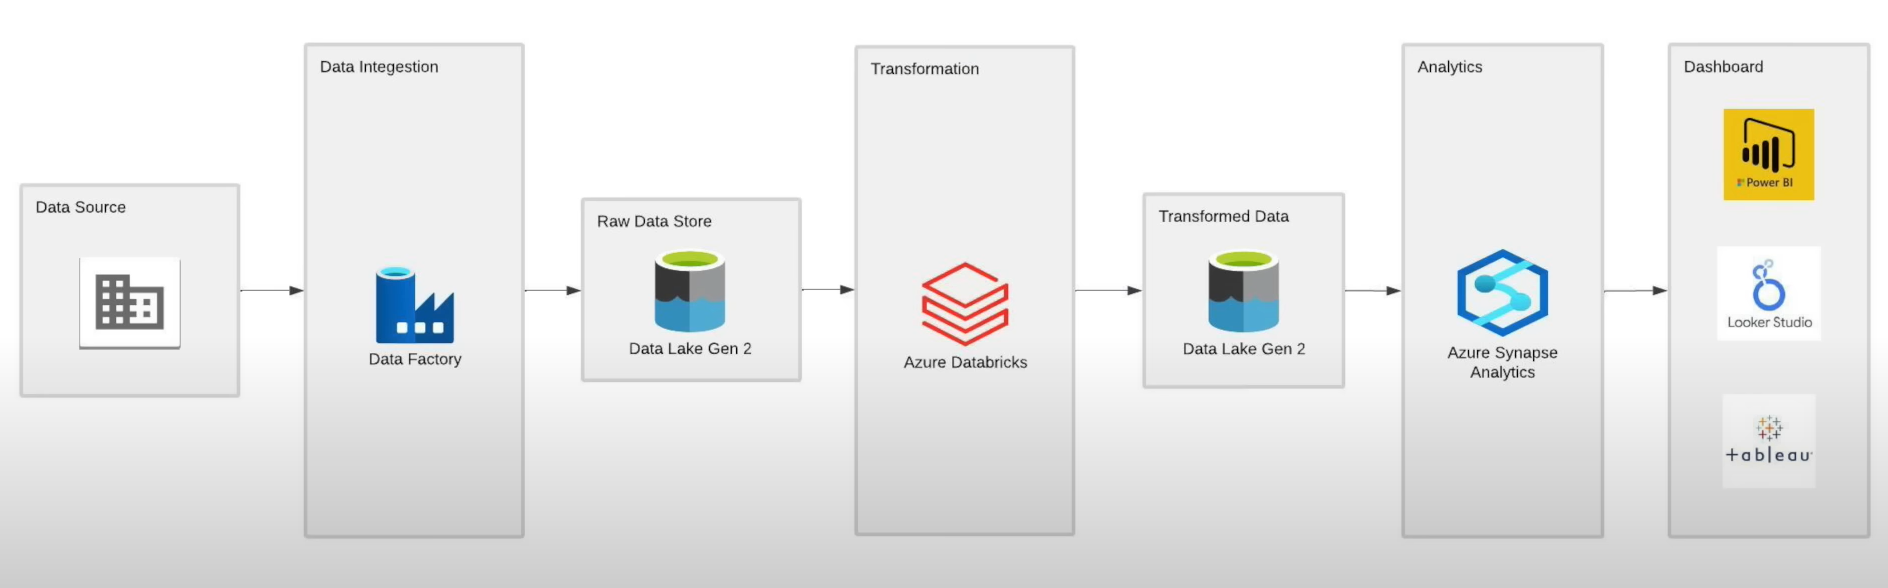 Data Source
Data Integestion
Data Factory
Raw Data Store
Data Lake Gen 2
Transformation
Azure Databricks
Transformed Data
Data Lake Gen 2
Analytics
Azure Synapse
Analytics
Dashboard
Power BI
Looker Studio
+ableau